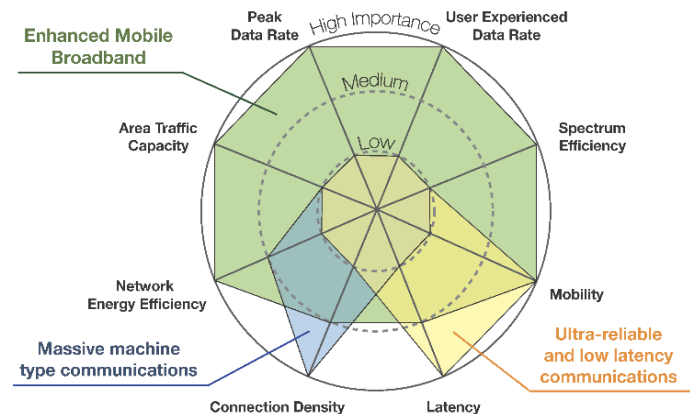 Enhanced Mobile
Broadband
Peak
Data Rate
High Importance
User Experienced
Data Rate
Medium
Low
Area Traffic
Capacity
Spectrum
Efficiency
Network
Energy Efficiency
Mobility
Massive machine
type communications
Ultra-reliable
and low latency
communications
Connection Density
Latency